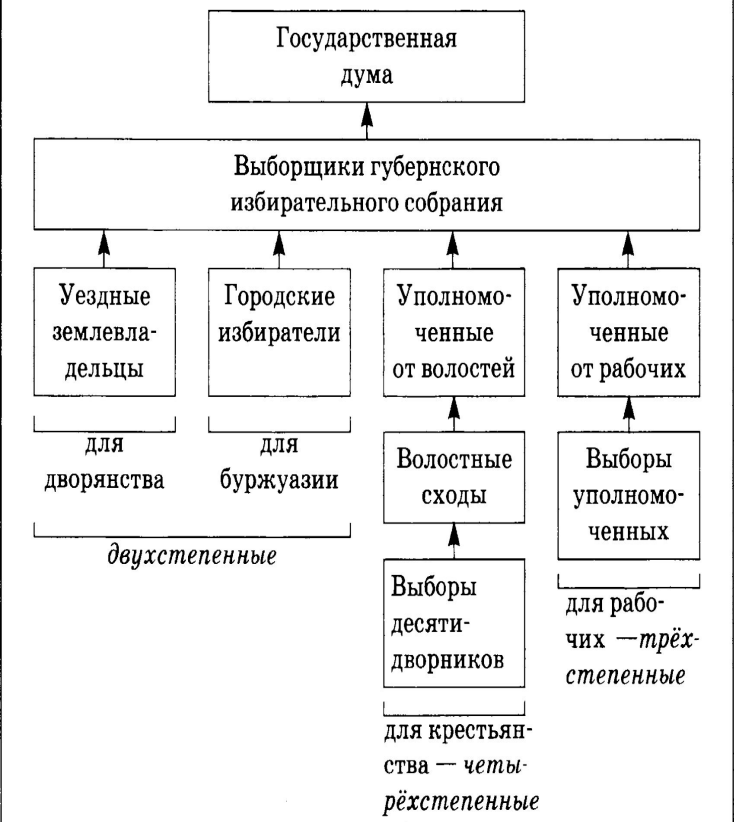 Государственная
дума
Выборщики губернского
избирательного собрания
Уездные
землевла-
дельцы
Городские
избиратели
Уполномо-
ченные
от волостей
Уполномо-
ченные
от рабочих
для
дворянства
для
буржуазии
двухстепенные
Волостные
сходы
Выборы
уполномо-
ченных
Выборы
десяти-
дворников
для рабо-
чих — трёх-
степенные
для крестьян-
ства — четы-
рёхстепенные